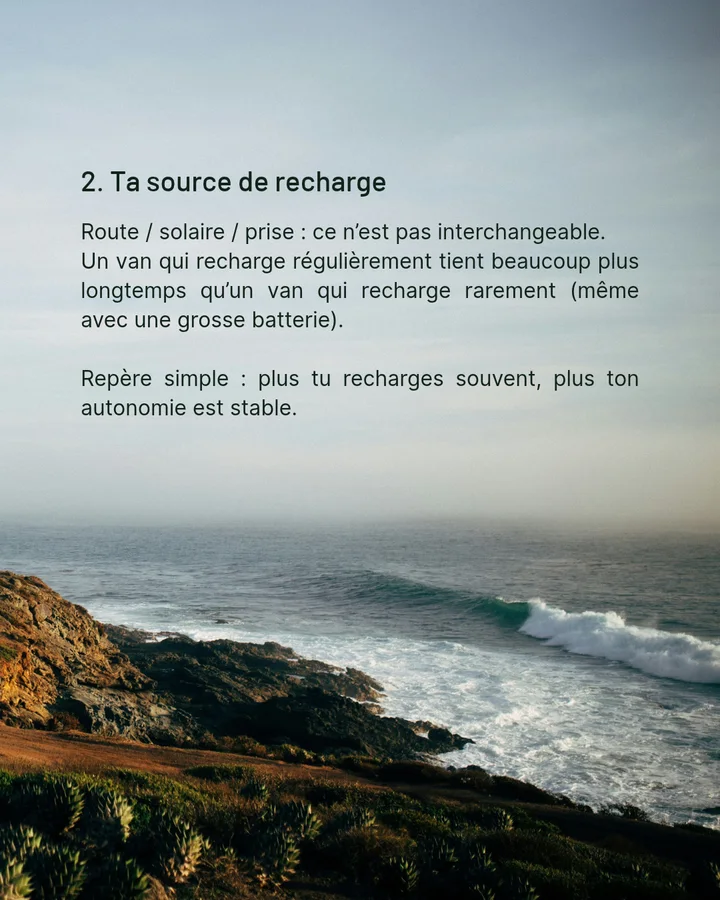 2. Ta source de recharge
Route / solaire / prise : ce n’est pas interchangeable.
Un van qui recharge régulièrement tient beaucoup plus
longtemps qu’un van qui recharge rarement (même
avec une grosse batterie).
Repère simple : plus tu recharges souvent, plus ton
autonomie est stable.